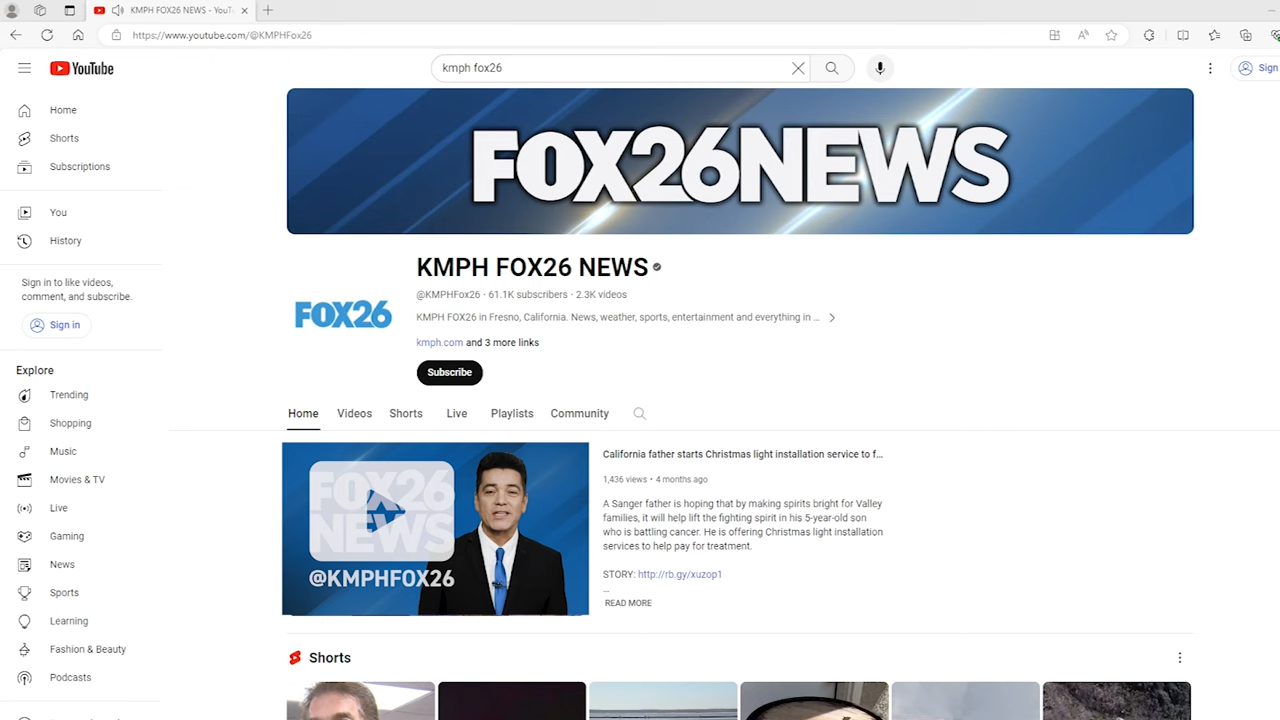 KMPH FOX26 NEWS - YouTu
https://www.youtube.com/@KMPHFox26
YouTube
kmph fox26
Sign
Home
Shorts
Subscriptions
You
History
Sign in to like videos,
comment, and subscribe.
Sign in
Explore
Trending
Shopping
Music
Movies & TV
Live
Gaming
News
Sports
Learning
Fashion & Beauty
Podcasts
FOX26NEWS
FOX26
KMPH FOX26 NEWS
@KMPHFox26 · 61.1K subscribers · 2.3K videos
KMPH FOX26 in Fresno, California. News, weather, sports, entertainment and everything in ...
kmph.com and 3 more links
Subscribe
Home Videos Shorts Live Playlists Community
FOX26
NEWS
@KMPHFOX26
California father starts Christmas light installation service to f...
1,436 views • 4 months ago
A Sanger father is hoping that by making spirits bright for Valley
families, it will help lift the fighting spirit in his 5-year-old son
who is battling cancer. He is offering Christmas light installation
services to help pay for treatment.
STORY: http://rb.gy/xuzop1
...
READ MORE
Shorts